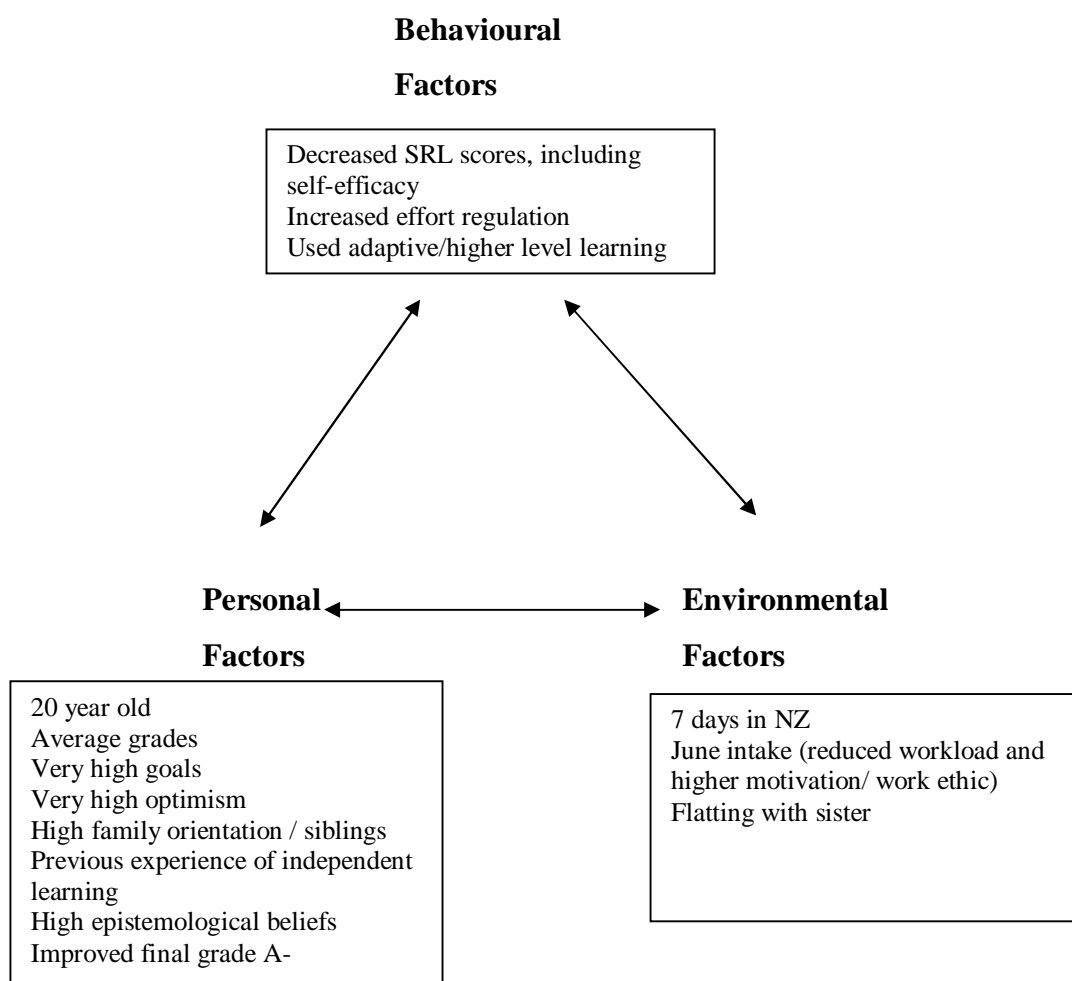 Behavioural
Factors
Decreased SRL scores, including
self-efficacy
Increased effort regulation
Used adaptive/higher level learning
Personal
Factors
20 year old
Average grades
Very high goals
Very high optimism
High family orientation / siblings
Previous experience of independent
learning
High epistemological beliefs
Improved final grade A-
Environmental
Factors
7 days in NZ
June intake (reduced workload and
higher motivation/ work ethic)
Flatting with sister